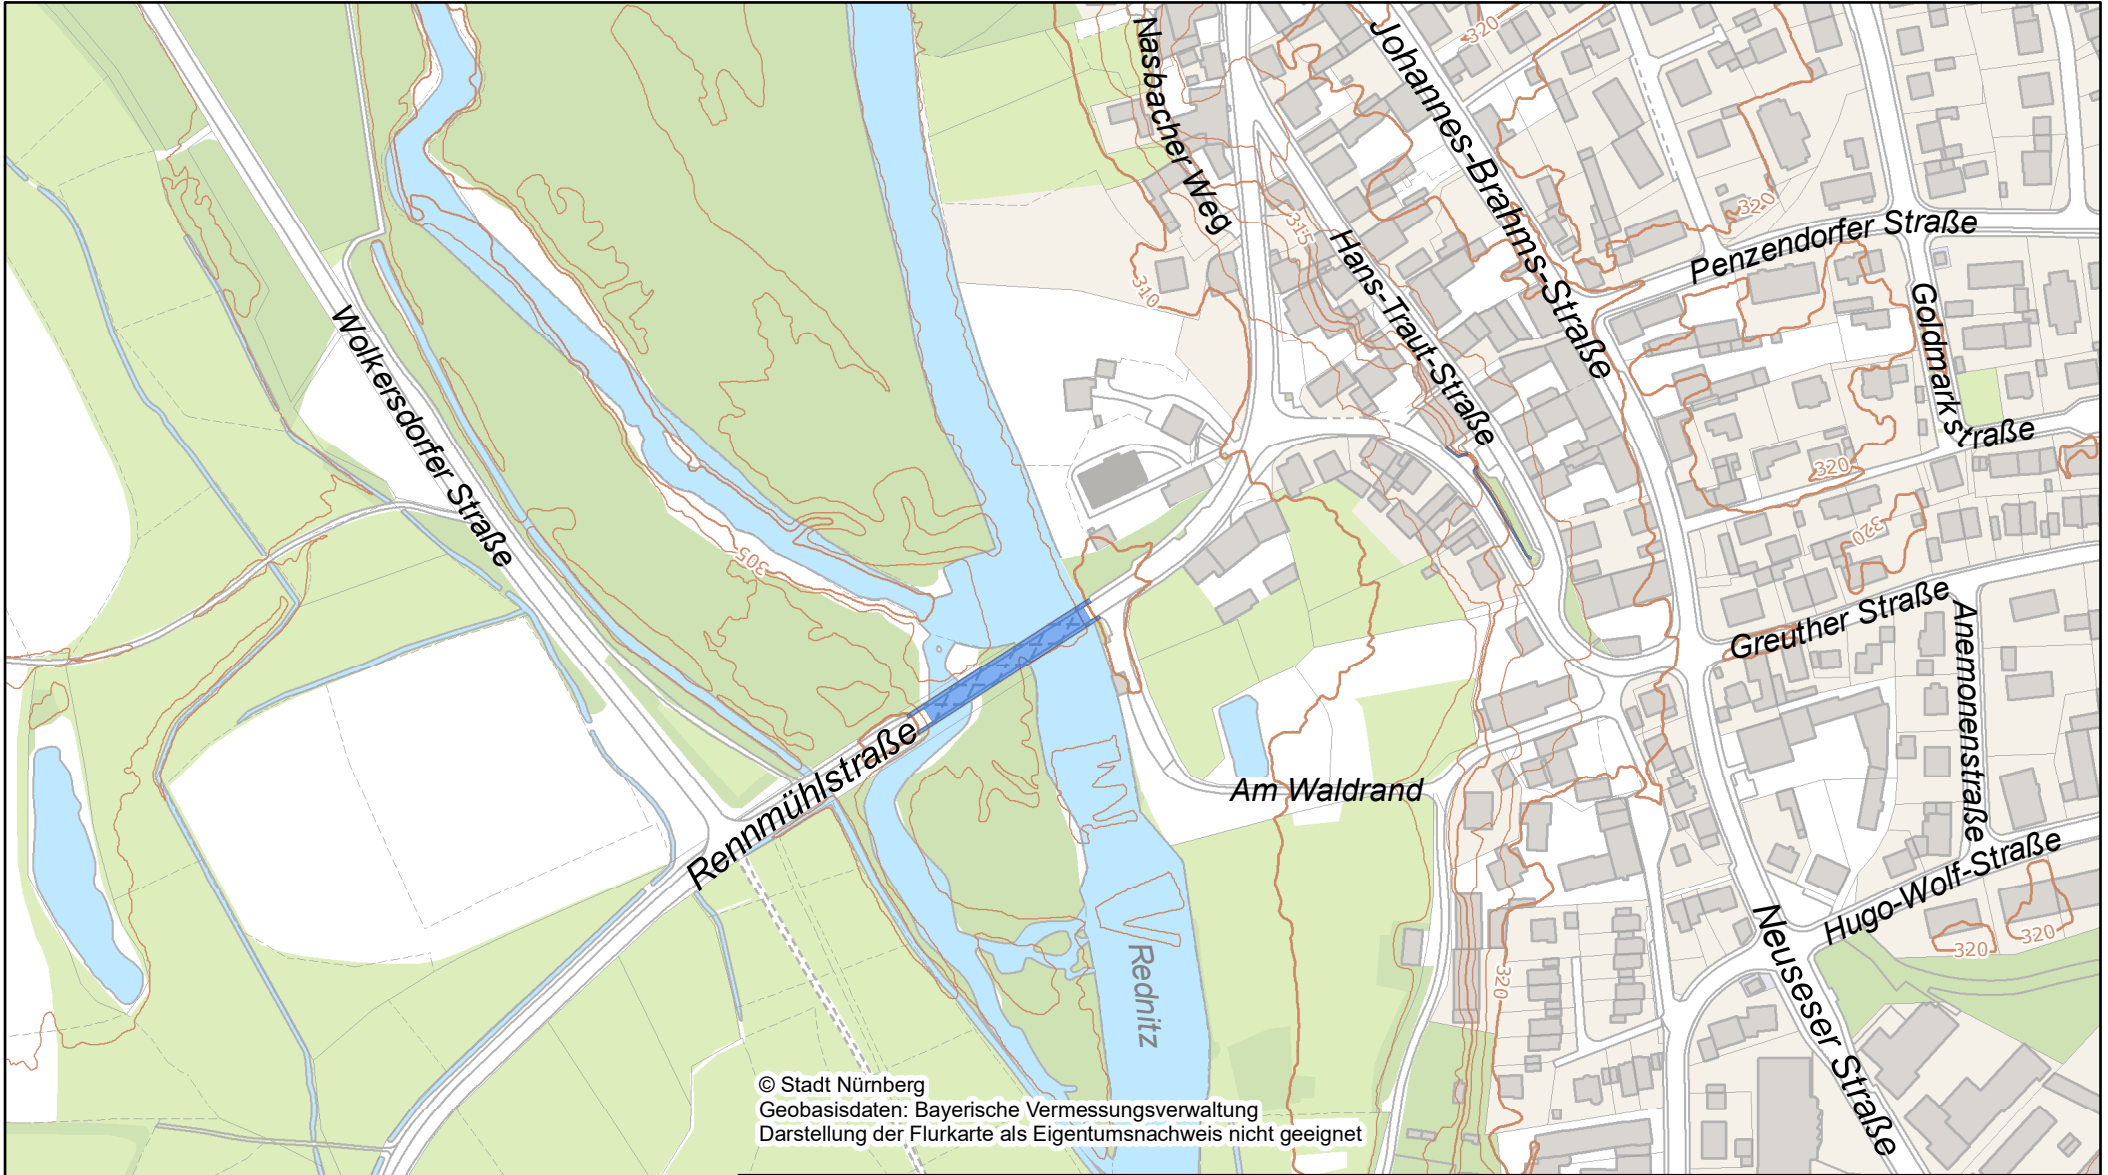 Nasbacher Weg
Johannes-Brahms-Straße
320
320
Penzendorfer Straße
315
Hans-Traut-Straße
310
Goldmarkstraße
Wolkersdorfer Straße
320
320
305
Greuther Straße
Anemonenstraße
Rennmühlstraße
Am Waldrand
Hugo-Wolf-Straße
Neuseser Straße
320
320
320
Rednitz
© Stadt Nürnberg
Geobasisdaten: Bayerische Vermessungsverwaltung
Darstellung der Flurkarte als Eigentumsnachweis nicht geeignet